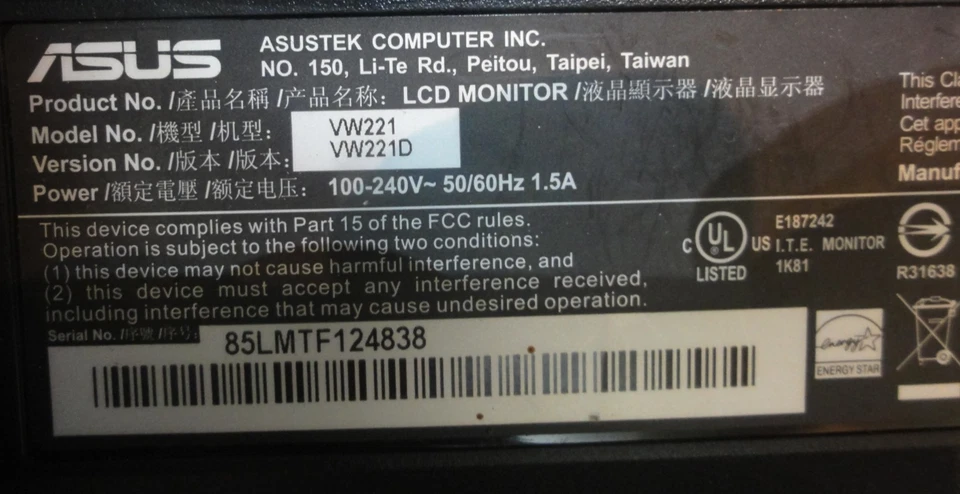 ASUS
ASUSTEK COMPUTER INC.
NO. 150, Li-Te Rd., Peitou, Taipei, Taiwan
Product No. /產品名稱 /产品名称: LCD MONITOR /液晶顯示器 /液晶显示器
Model No. /機型 /机型: VW221
Version No. /版本 /版本: VW221D
Power /額定電壓 /额定电压: 100-240V~ 50/60Hz 1.5A
This device complies with Part 15 of the FCC rules.
Operation is subject to the following two conditions:
(1) this device may not cause harmful interference, and
(2) this device must accept any interference received,
including interference that may cause undesired operation.
Serial No. /序號 /序号:
85LMTF124838
C UL ® US
LISTED
E187242
I.T.E. MONITOR
1K81
This Cla
Interfere
Cet app
Réglem
Manuf
R31638
energy
ENERGY STAR